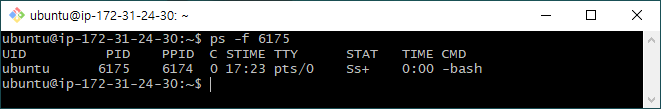 ubuntu@ip-172-31-24-30: ~
ubuntu@ip-172-31-24-30:~$ ps -f 6175
UID          PID    PPID  C STIME TTY      STAT   TIME CMD
ubuntu      6175    6174  0 17:23 pts/0    Ss+    0:00 -bash
ubuntu@ip-172-31-24-30:~$